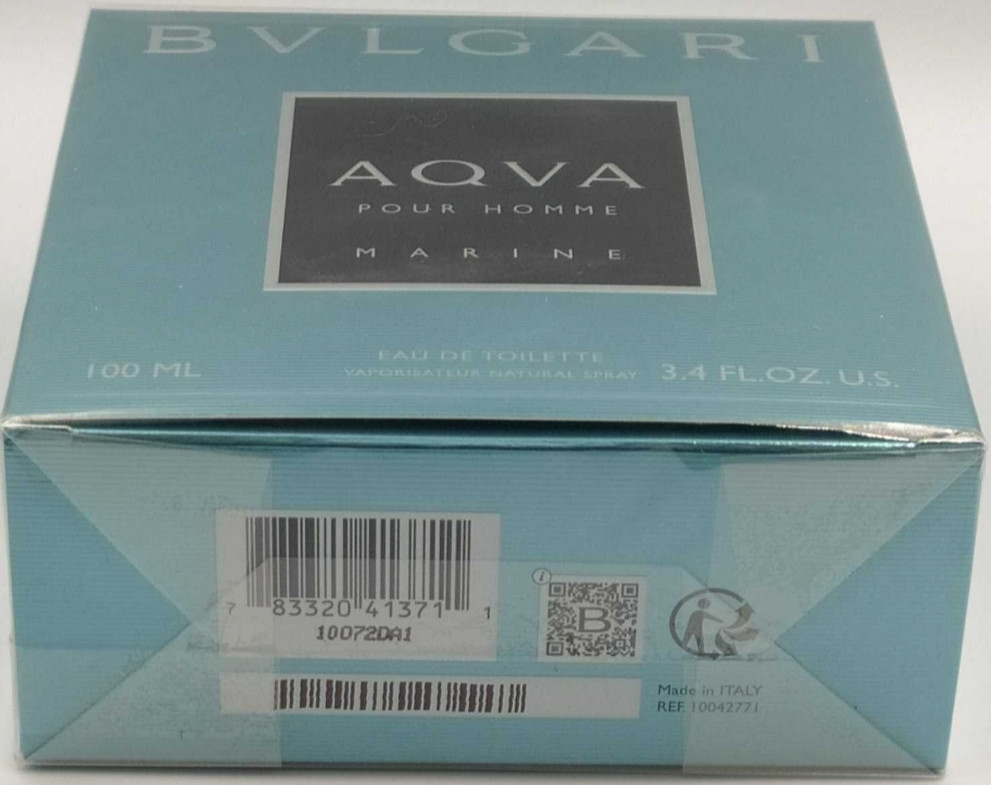 BVLGARI
AQVA
POUR HOMME
MARINE
EAU DE TOILETTE
100 ML VAPORISATEUR NATURAL SPRAY 3.4 FL.OZ. U.S.
7 83320 41371 1
10072DA1
i
B
Made in ITALY
REF. 10042771